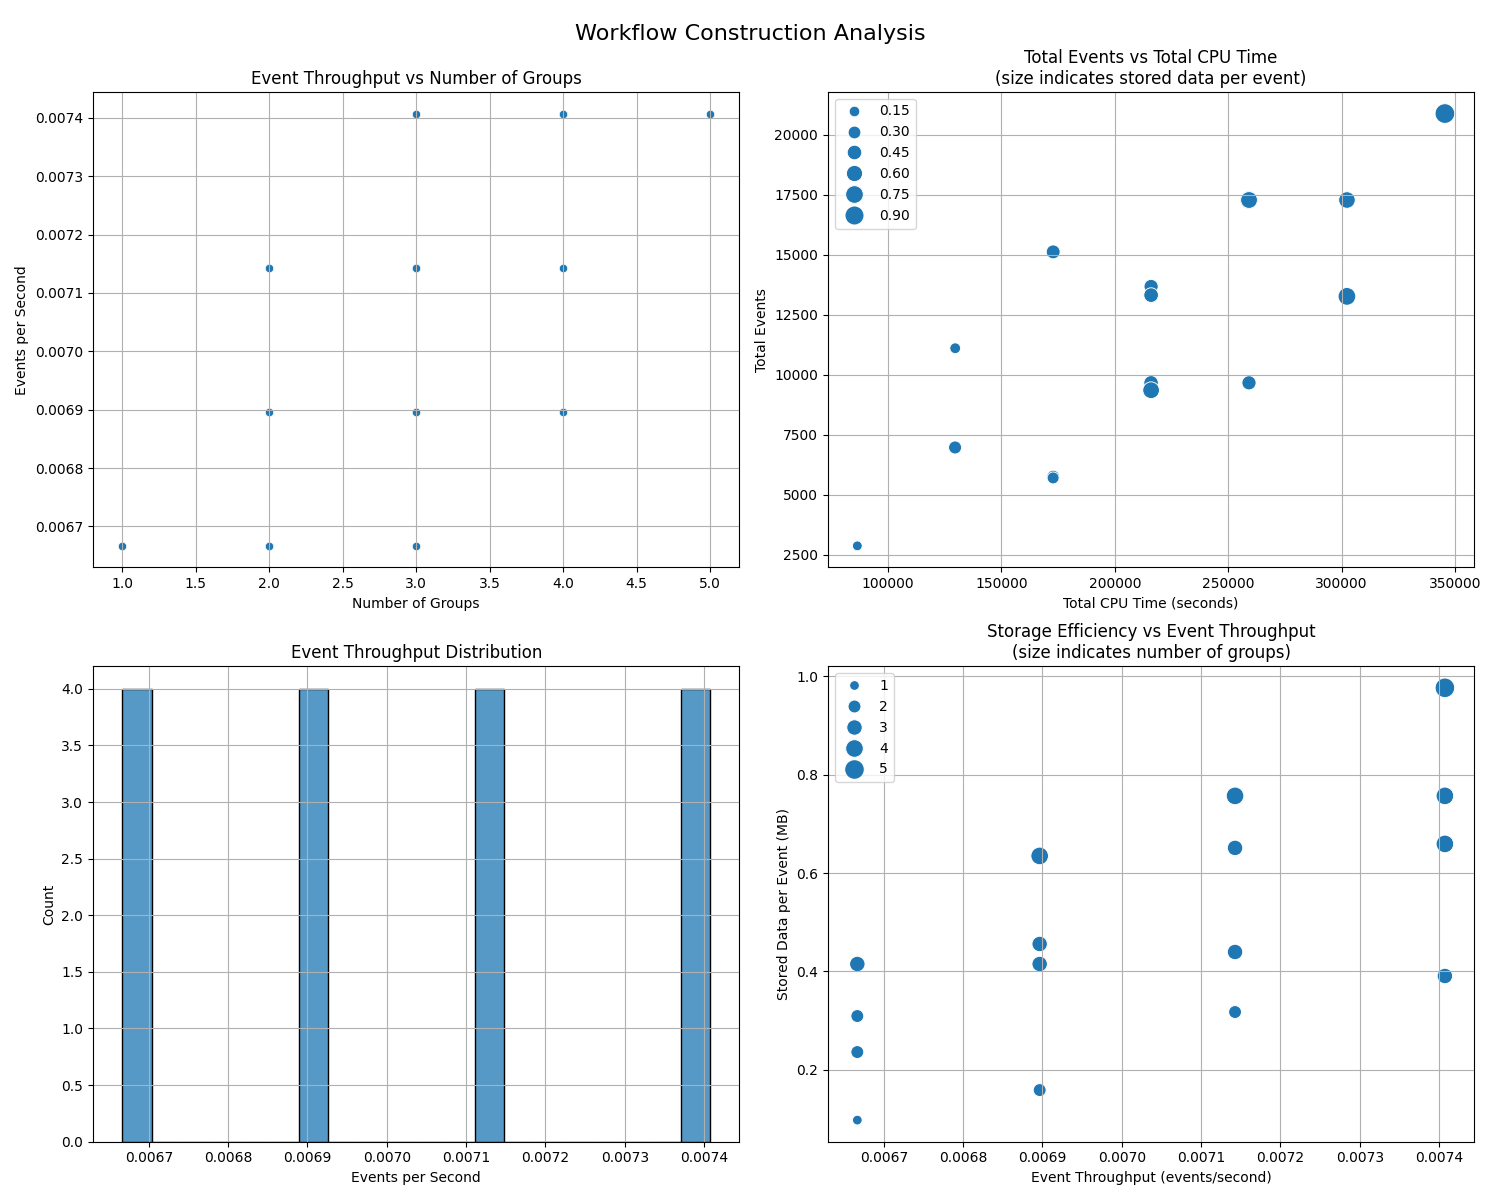 Workflow Construction Analysis
Event Throughput vs Number of Groups
0.0074
0.0073
0.0072
0.0071
0.0070
0.0069
0.0068
0.0067
Events per Second
1.0 1.5 2.0 2.5 3.0 3.5 4.0 4.5 5.0
Number of Groups
Total Events vs Total CPU Time
(size indicates stored data per event)
0.15
0.30
0.45
0.60
0.75
0.90
20000
17500
15000
12500
10000
7500
5000
2500
Total Events
100000 150000 200000 250000 300000 350000
Total CPU Time (seconds)
Event Throughput Distribution
4.0
3.5
3.0
2.5
2.0
1.5
1.0
0.5
0.0
Count
0.0067 0.0068 0.0069 0.0070 0.0071 0.0072 0.0073 0.0074
Events per Second
Storage Efficiency vs Event Throughput
(size indicates number of groups)
1
2
3
4
5
1.0
0.8
0.6
0.4
0.2
Stored Data per Event (MB)
0.0067 0.0068 0.0069 0.0070 0.0071 0.0072 0.0073 0.0074
Event Throughput (events/second)